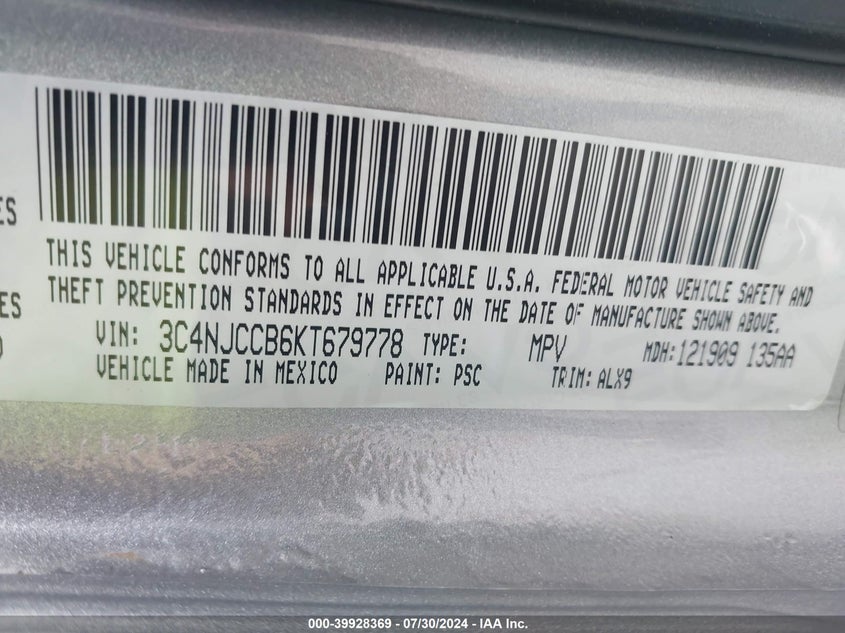 ES
THIS VEHICLE CONFORMS TO ALL APPLICABLE U.S.A. FEDERAL MOTOR VEHICLE SAFETY AND
ES THEFT PREVENTION STANDARDS IN EFFECT ON THE DATE OF MANUFACTURE SHOWN ABOVE.
VIN: 3C4NJCCB6KT679778 TYPE: MPV MDH:121909 135AA
VEHICLE MADE IN MEXICO PAINT: PSC TRIM: ALX9
000-39928369 / 07/30/2024 - IAA Inc.